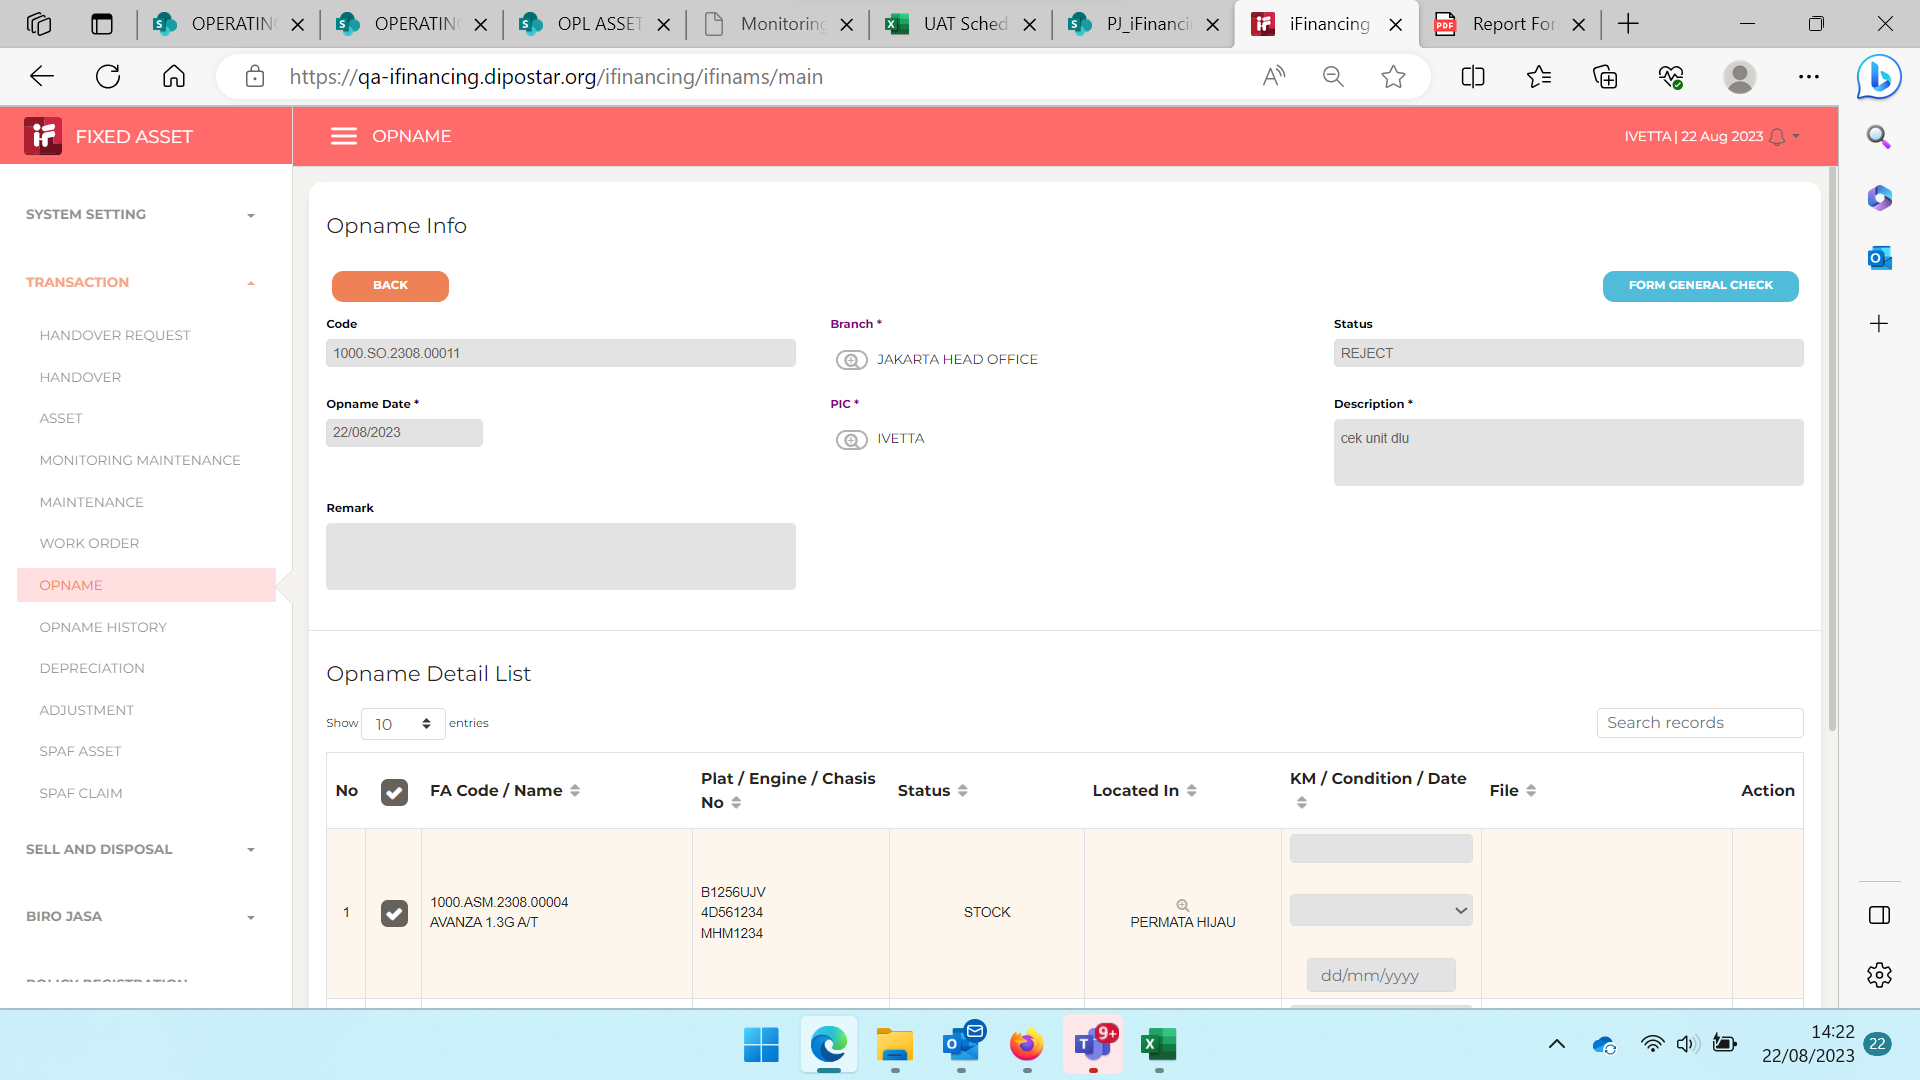 OPERATING
OPERATING
OPL ASSET
Monitoring
UAT Sched
PJ_iFinancin
iFinancing
PDF
Report For
https://qa-ifinancing.dipostar.org/ifinancing/ifinams/main
FIXED ASSET
OPNAME
IVETTA | 22 Aug 2023
SYSTEM SETTING
TRANSACTION
HANDOVER REQUEST
HANDOVER
ASSET
MONITORING MAINTENANCE
MAINTENANCE
WORK ORDER
OPNAME
OPNAME HISTORY
DEPRECIATION
ADJUSTMENT
SPAF ASSET
SPAF CLAIM
SELL AND DISPOSAL
BIRO JASA
POLICY REGISTRATION
Opname Info
BACK
FORM GENERAL CHECK
Code
Branch *
Status
1000.SO.2308.00011
JAKARTA HEAD OFFICE
REJECT
Opname Date *
PIC *
Description *
22/08/2023
IVETTA
cek unit dlu
Remark
Opname Detail List
Show 10 entries
Search records
No
FA Code / Name
Plat / Engine / Chasis No
Status
Located In
KM / Condition / Date
File
Action
1
1000.ASM.2308.00004
AVANZA 1.3G A/T
B1256UJV
4D561234
MHM1234
STOCK
PERMATA HIJAU
dd/mm/yyyy
9+
14:22
22/08/2023
22